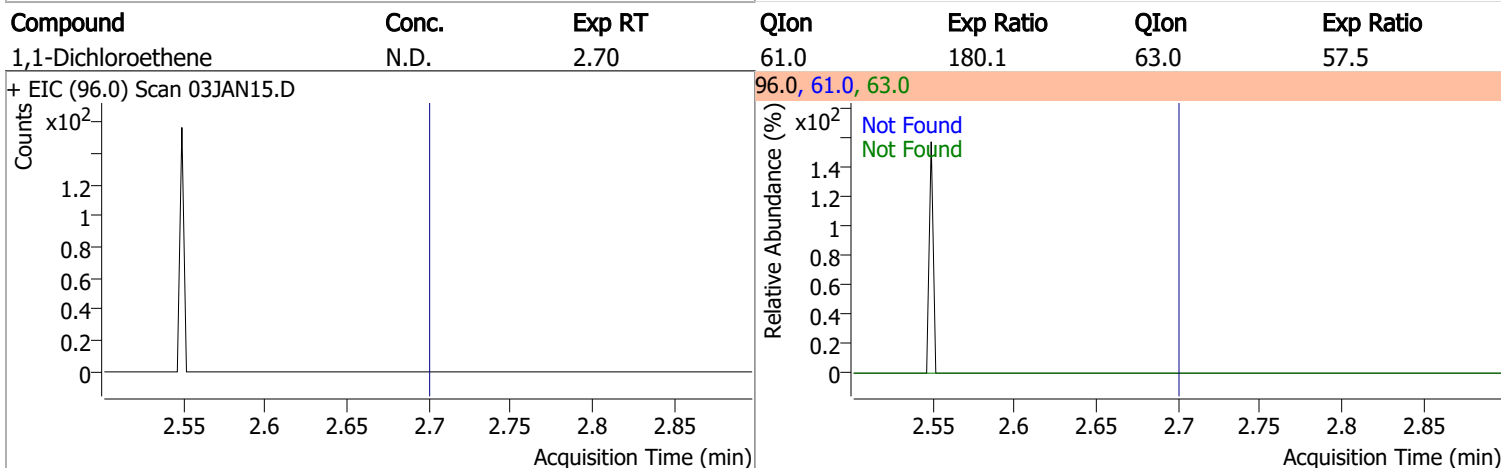 Compound Conc. Exp RT QIon Exp Ratio QIon Exp Ratio
1,1-Dichloroethene N.D. 2.70 61.0 180.1 63.0 57.5
+ EIC (96.0) Scan 03JAN15.D
Counts
x10²
1.2
1
0.8
0.6
0.4
0.2
0
2.55 2.6 2.65 2.7 2.75 2.8 2.85
Acquisition Time (min)
96.0, 61.0, 63.0
Relative Abundance (%)
x10²
Not Found
Not Found
1.4
1.2
1
0.8
0.6
0.4
0.2
0
2.55 2.6 2.65 2.7 2.75 2.8 2.85
Acquisition Time (min)